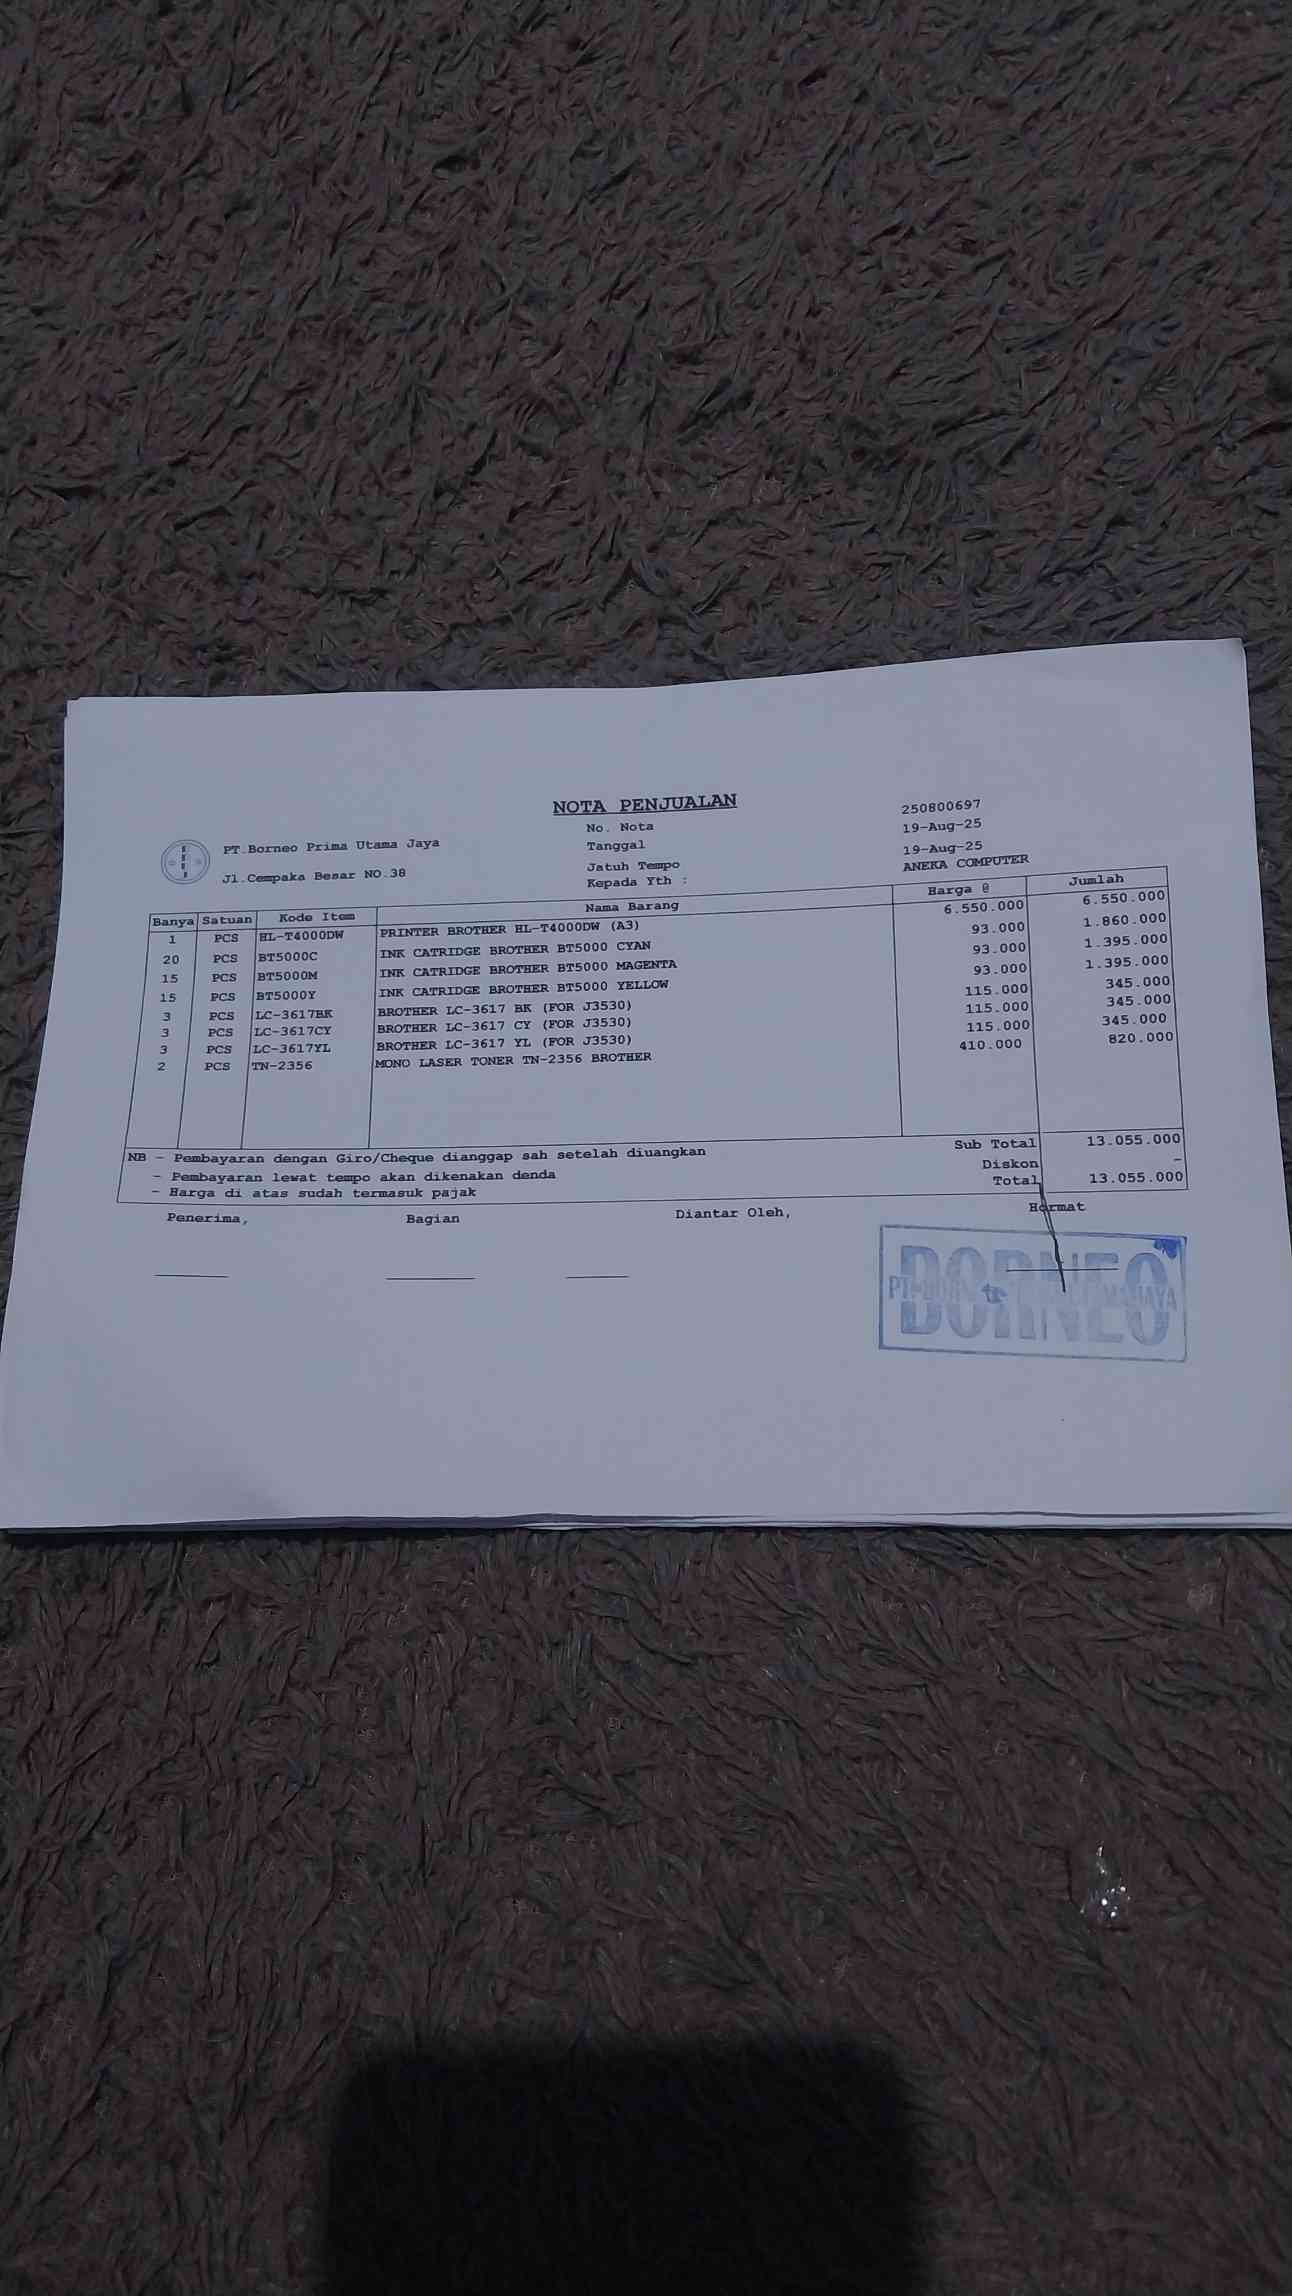 NOTA PENJUALAN
PT.Borneo Prima Utama Jaya
Jl.Cempaka Besar NO.38
No. Nota 250800697
Tanggal 19-Aug-25
Jatuh Tempo 19-Aug-25
Kepada Yth : ANEKA COMPUTER
Banya Satuan Kode Item Nama Barang Harga @ Jumlah
1 PCS HL-T4000DW PRINTER BROTHER HL-T4000DW (A3) 6.550.000 6.550.000
20 PCS BT5000C INK CATRIDGE BROTHER BT5000 CYAN 93.000 1.860.000
15 PCS BT5000M INK CATRIDGE BROTHER BT5000 MAGENTA 93.000 1.395.000
15 PCS BT5000Y INK CATRIDGE BROTHER BT5000 YELLOW 93.000 1.395.000
3 PCS LC-3617BK BROTHER LC-3617 BK (FOR J3530) 115.000 345.000
3 PCS LC-3617CY BROTHER LC-3617 CY (FOR J3530) 115.000 345.000
3 PCS LC-3617YL BROTHER LC-3617 YL (FOR J3530) 115.000 345.000
2 PCS TN-2356 MONO LASER TONER TN-2356 BROTHER 410.000 820.000
NB - Pembayaran dengan Giro/Cheque dianggap sah setelah diuangkan Sub Total 13.055.000
- Pembayaran lewat tempo akan dikenakan denda Diskon -
- Harga di atas sudah termasuk pajak Total 13.055.000
Penerima, Bagian Diantar Oleh, Hormat
BORNEO